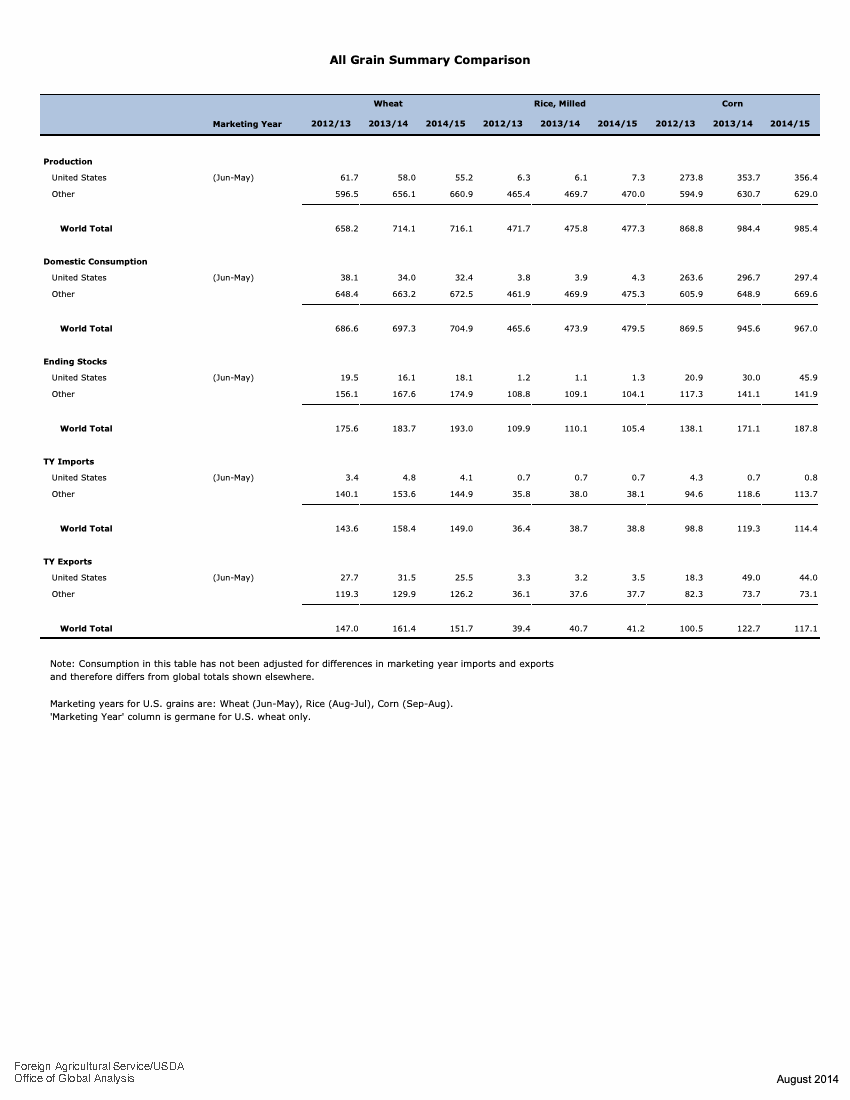 All Grain Summary Comparison
Wheat Rice, Milled Corn
Marketing Year 2012/13 2013/14 2014/15 2012/13 2013/14 2014/15 2012/13 2013/14 2014/15
Production
United States (Jun-May) 61.7 58.0 55.2 6.3 6.1 7.3 273.8 353.7 356.4
Other 596.5 656.1 660.9 465.4 469.7 470.0 594.9 630.7 629.0
World Total 658.2 714.1 716.1 471.7 475.8 477.3 868.8 984.4 985.4
Domestic Consumption
United States (Jun-May) 38.1 34.0 32.4 3.8 3.9 4.3 263.6 296.7 297.4
Other 648.4 663.2 672.5 461.9 469.9 475.3 605.9 648.9 669.6
World Total 686.6 697.3 704.9 465.6 473.9 479.5 869.5 945.6 967.0
Ending Stocks
United States (Jun-May) 19.5 16.1 18.1 1.2 1.1 1.3 20.9 30.0 45.9
Other 156.1 167.6 174.9 108.8 109.1 104.1 117.3 141.1 141.9
World Total 175.6 183.7 193.0 109.9 110.1 105.4 138.1 171.1 187.8
TY Imports
United States (Jun-May) 3.4 4.8 4.1 0.7 0.7 0.7 4.3 0.7 0.8
Other 140.1 153.6 144.9 35.8 38.0 38.1 94.6 118.6 113.7
World Total 143.6 158.4 149.0 36.4 38.7 38.8 98.8 119.3 114.4
TY Exports
United States (Jun-May) 27.7 31.5 25.5 3.3 3.2 3.5 18.3 49.0 44.0
Other 119.3 129.9 126.2 36.1 37.6 37.7 82.3 73.7 73.1
World Total 147.0 161.4 151.7 39.4 40.7 41.2 100.5 122.7 117.1
Note: Consumption in this table has not been adjusted for differences in marketing year imports and exports
and therefore differs from global totals shown elsewhere.
Marketing years for U.S. grains are: Wheat (Jun-May), Rice (Aug-Jul), Corn (Sep-Aug).
'Marketing Year' column is germane for U.S. wheat only.
Foreign Agricultural Service/USDA
Office of Global Analysis
August 2014